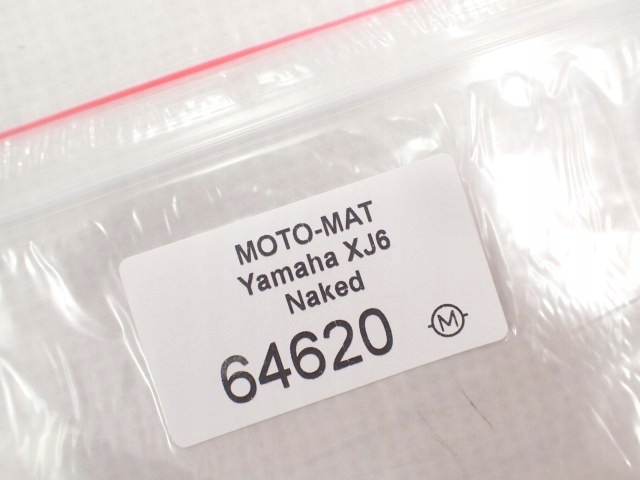 MOTO-MAT
Yamaha XJ6
Naked
64620 M